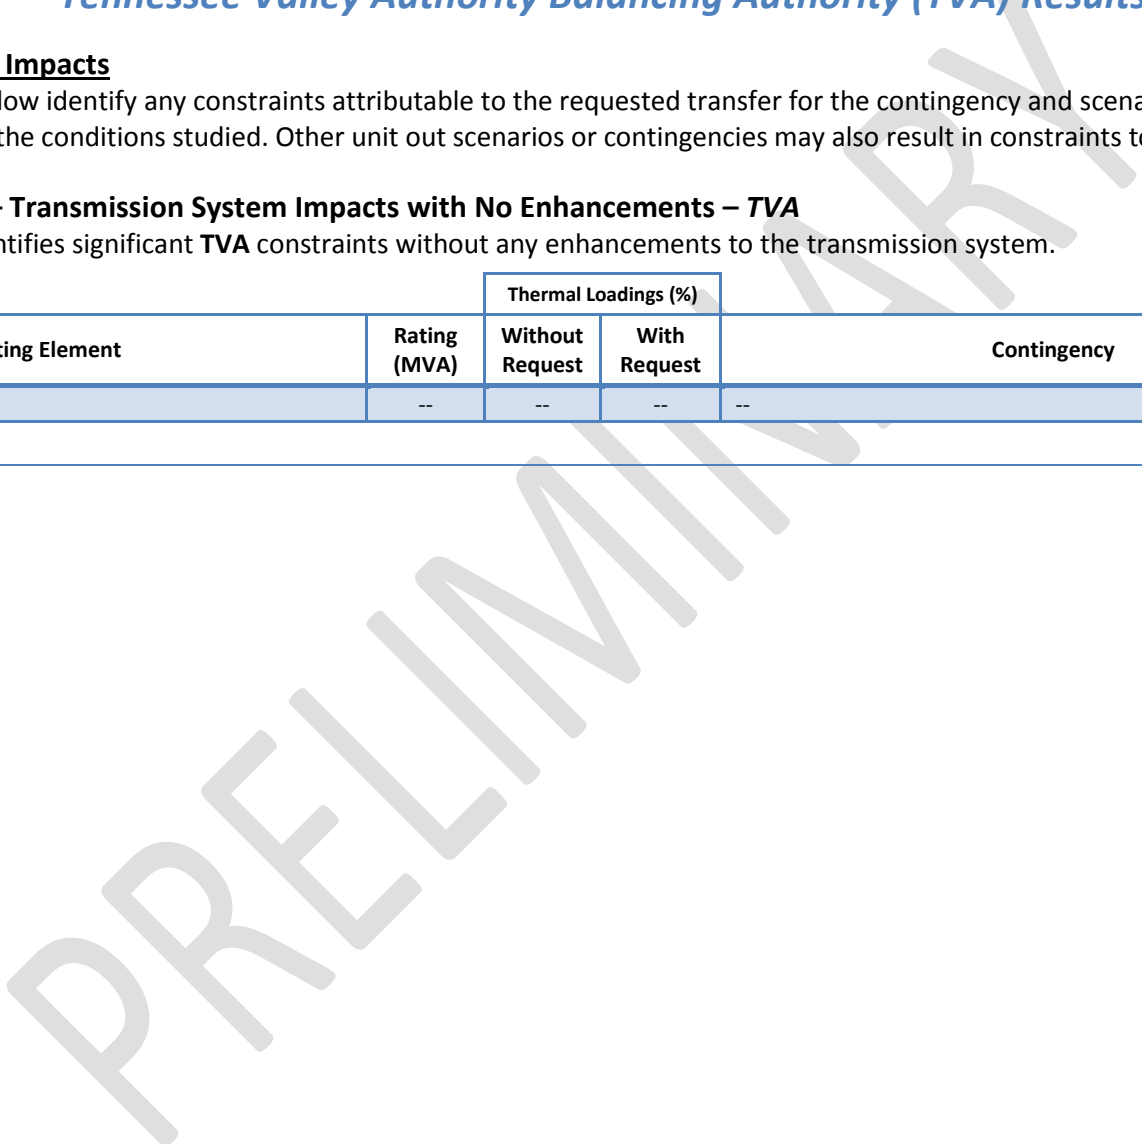 Tennessee Valley Authority Balancing Authority (TVA) Results
Impacts
low identify any constraints attributable to the requested transfer for the contingency and scena
the conditions studied. Other unit out scenarios or contingencies may also result in constraints to
– Transmission System Impacts with No Enhancements – TVA
ntifies significant TVA constraints without any enhancements to the transmission system.
Thermal Loadings (%)
ting Element Rating (MVA) Without Request With Request Contingency
-- -- -- --
PRELIMINARY